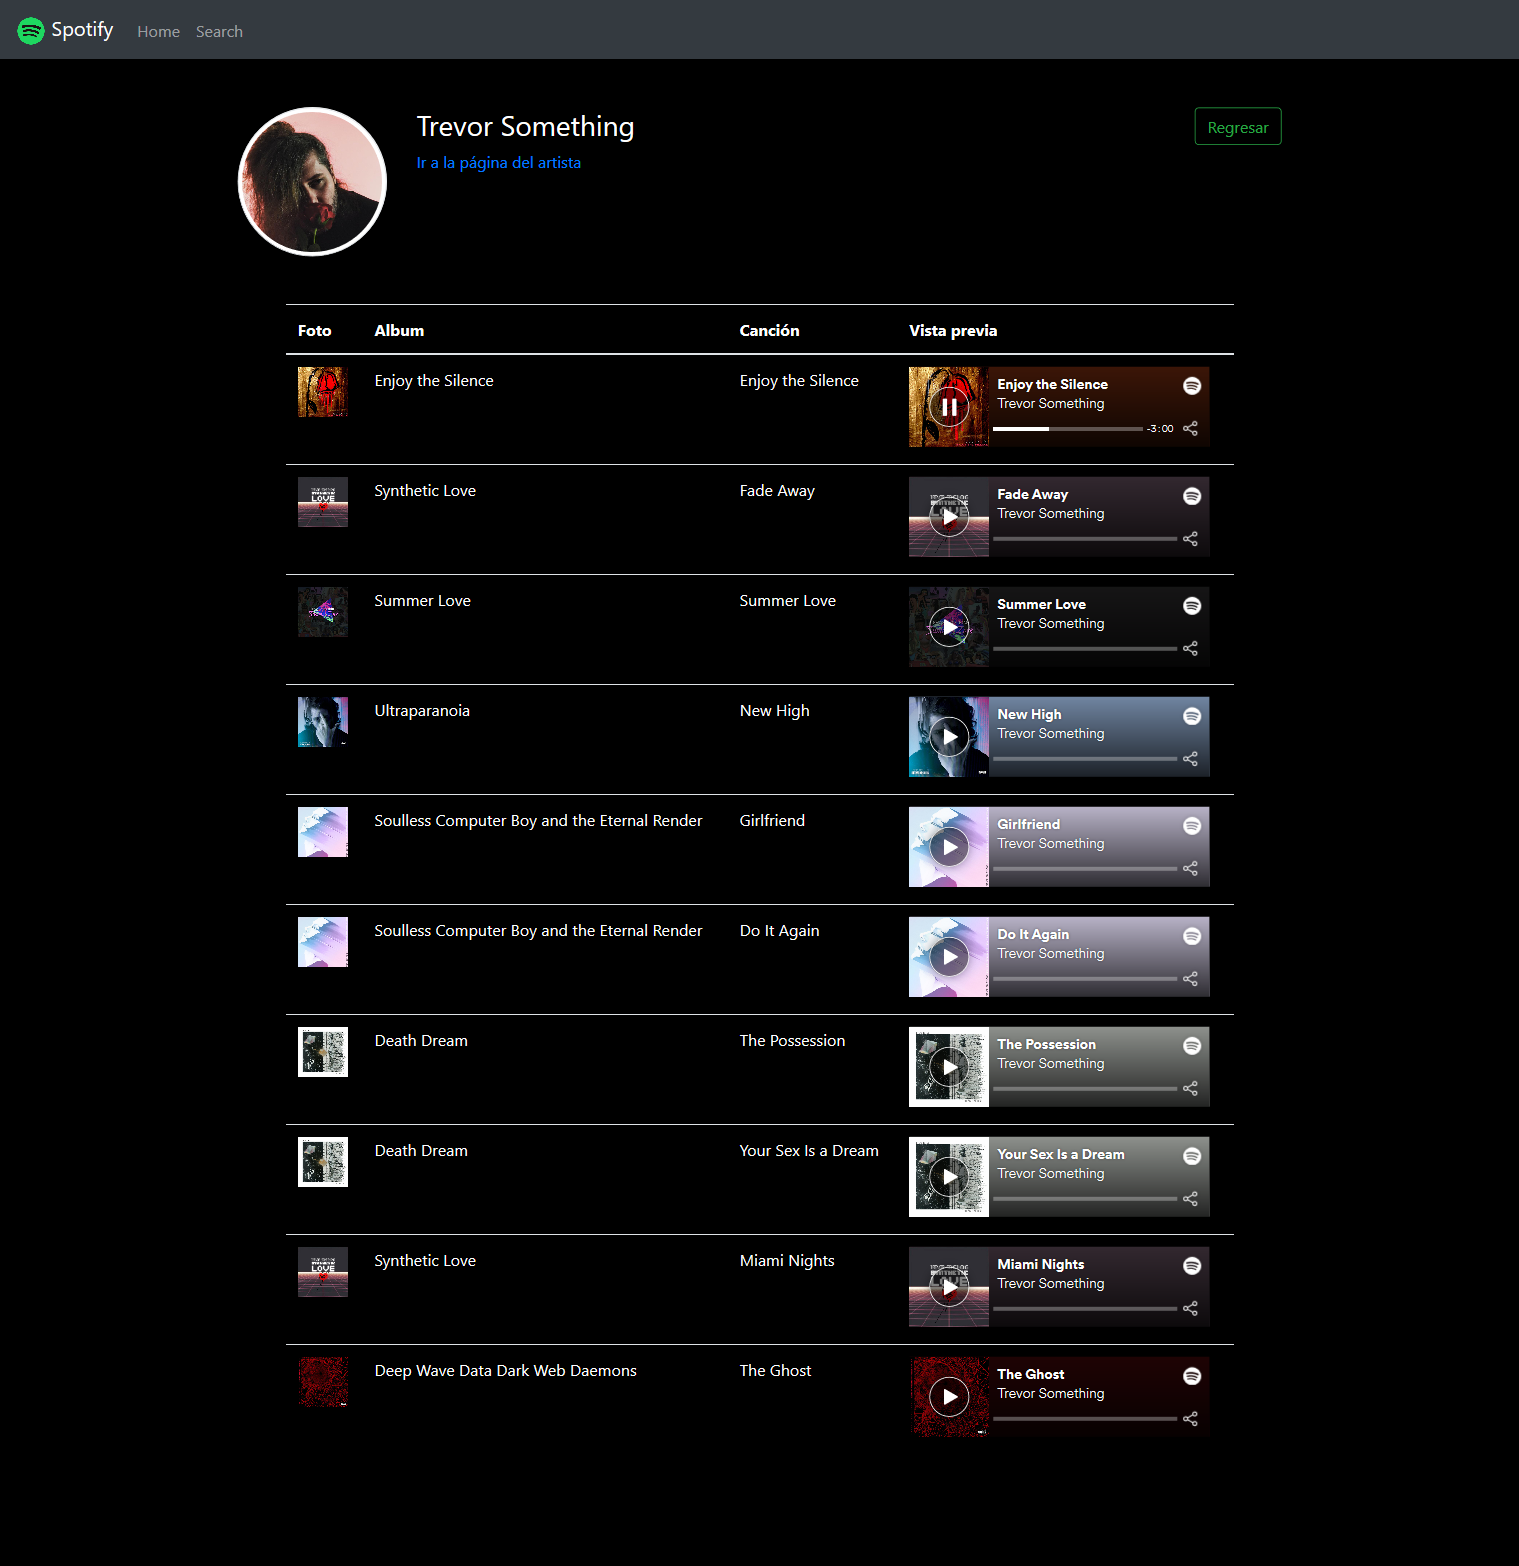 Spotify Home Search
Trevor Something
Regresar
Ir a la página del artista
Foto Album Canción Vista previa
Enjoy the Silence Enjoy the Silence Enjoy the Silence
Trevor Something
-3:00
Synthetic Love Fade Away Fade Away
LOVE
Trevor Something
Summer Love Summer Love Summer Love
Trevor Something
Ultraparanoia New High New High
Trevor Something
Soulless Computer Boy and the Eternal Render Girlfriend Girlfriend
Trevor Something
Soulless Computer Boy and the Eternal Render Do It Again Do It Again
Trevor Something
Death Dream The Possession The Possession
Trevor Something
Death Dream Your Sex Is a Dream Your Sex Is a Dream
Trevor Something
Synthetic Love Miami Nights Miami Nights
LOVE
Trevor Something
Deep Wave Data Dark Web Daemons The Ghost The Ghost
Trevor Something